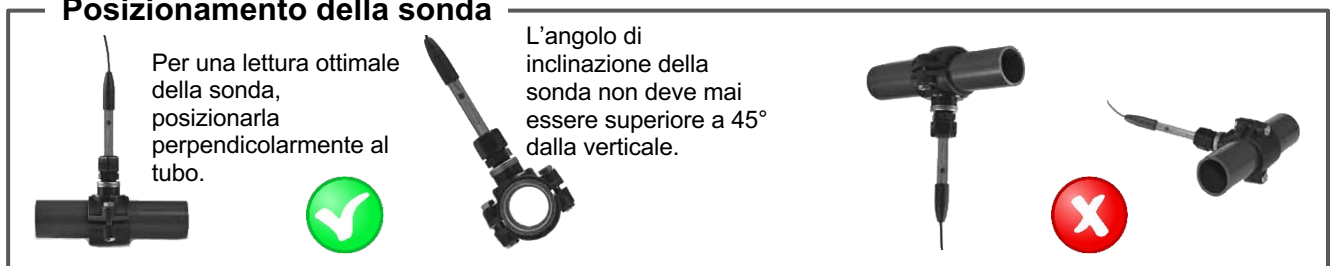 Posizionamento della sonda
Per una lettura ottimale
della sonda,
posizionarla
perpendicolarmente al
tubo.
L'angolo di
inclinazione della
sonda non deve mai
essere superiore a 45°
dalla verticale.